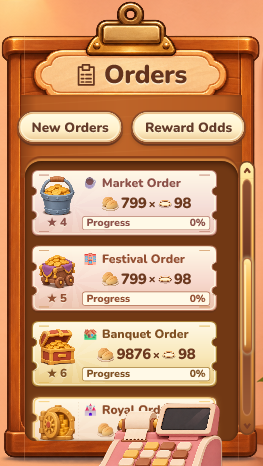 Orders
New Orders
Reward Odds
Market Order
799 × 98
★ 4
Progress 0%
Festival Order
799 × 98
★ 5
Progress 0%
Banquet Order
9876 × 98
★ 6
Progress 0%
Royal